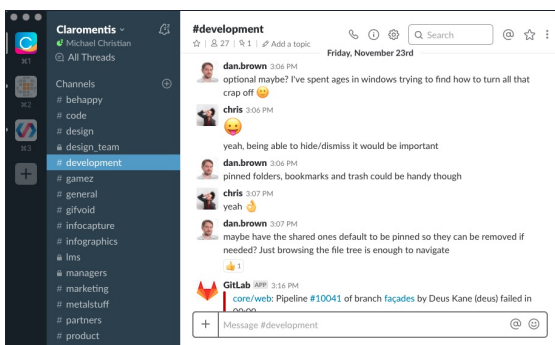 Claromentis
Michael Christian
All Threads
⌘1
⌘2
⌘3
Channels
# behappy
# code
# design
design_team
# development
# gamez
# general
# gifvoid
# infocapture
# infographics
lms
managers
# marketing
# metalstuff
# partners
# product
#development
27 | 1 | Add a topic
Search
Friday, November 23rd
dan.brown 3:06 PM
optional maybe? I've spent ages in windows trying to find how to turn all that
crap off
chris 3:06 PM
yeah, being able to hide/dismiss it would be important
dan.brown 3:06 PM
pinned folders, bookmarks and trash could be handy though
chris 3:07 PM
yeah
dan.brown 3:07 PM
maybe have the shared ones default to be pinned so they can be removed if
needed? Just browsing the file tree is enough to navigate
1
GitLab APP 3:16 PM
core/web: Pipeline #10041 of branch façades by Deus Kane (deus) failed in
Message #development